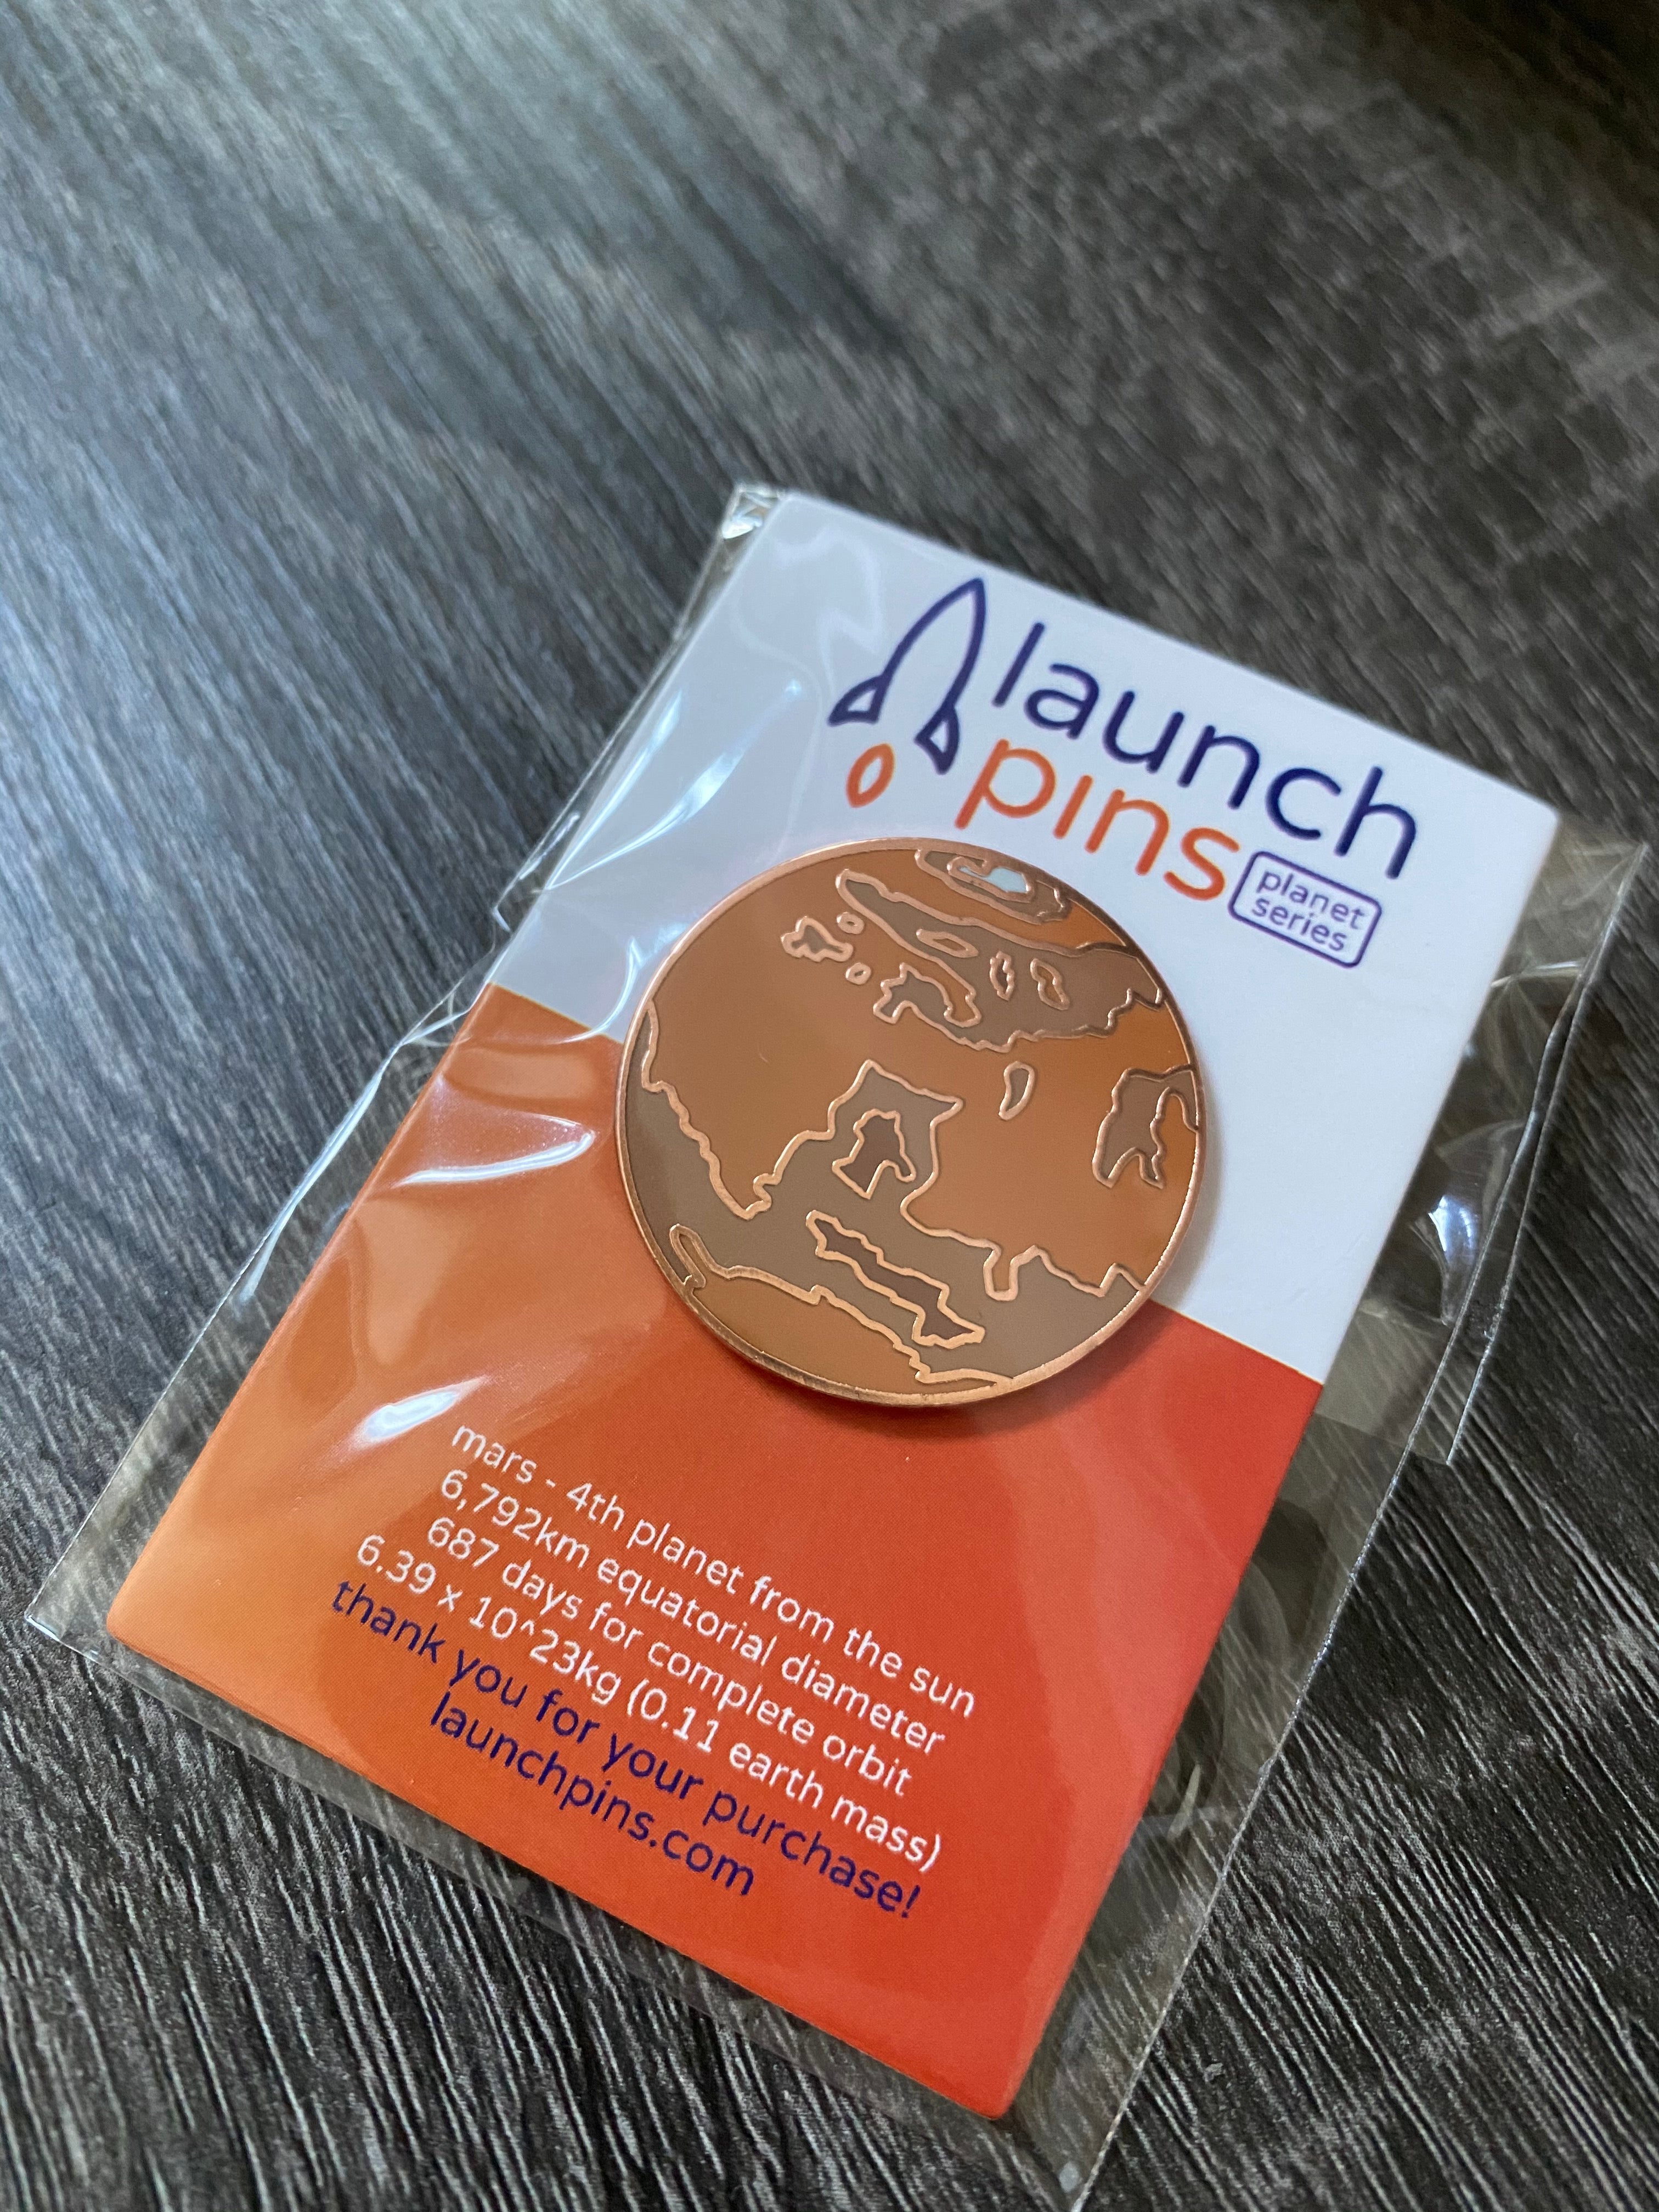 launch
pins
planet
series
mars - 4th planet from the sun
6,792km equatorial diameter
687 days for complete orbit
6.39 x 10^23kg (0.11 earth mass)
thank you for your purchase!
launchpins.com